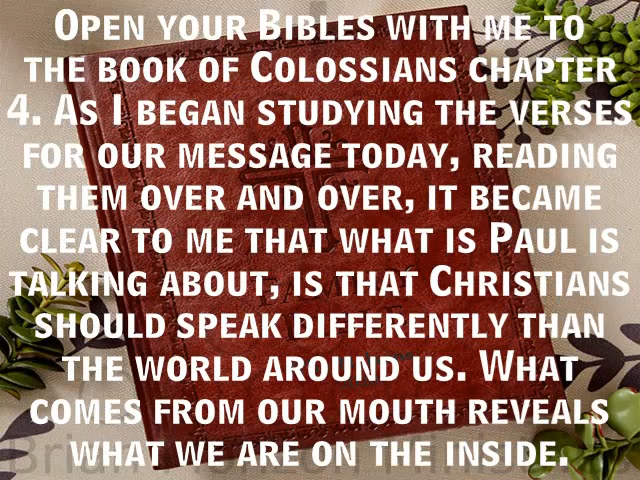 Open your Bibles with me to
the book of Colossians chapter
4. As I began studying the verses
for our message today, reading
them over and over, it became
clear to me that what is Paul is
talking about, is that Christians
should speak differently than
the world around us. What
comes from our mouth reveals
what we are on the inside.